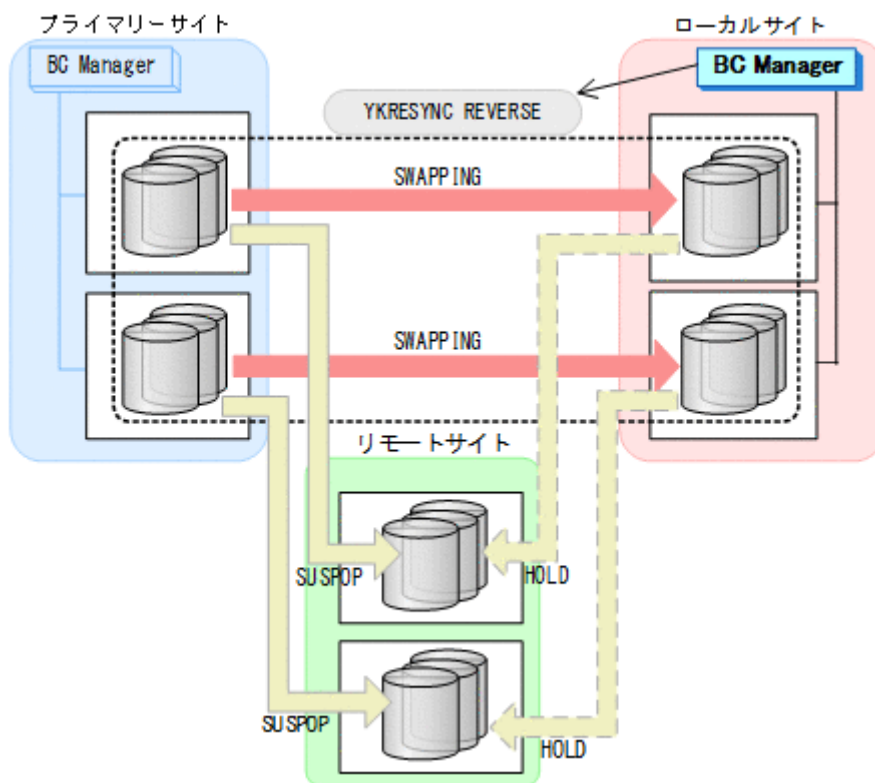 プライマリーサイト
ローカルサイト
BC Manager
BC Manager
YKRESYNC REVERSE
SWAPPING
SWAPPING
リモートサイト
SUSPOP
HOLD
SUSPOP
HOLD